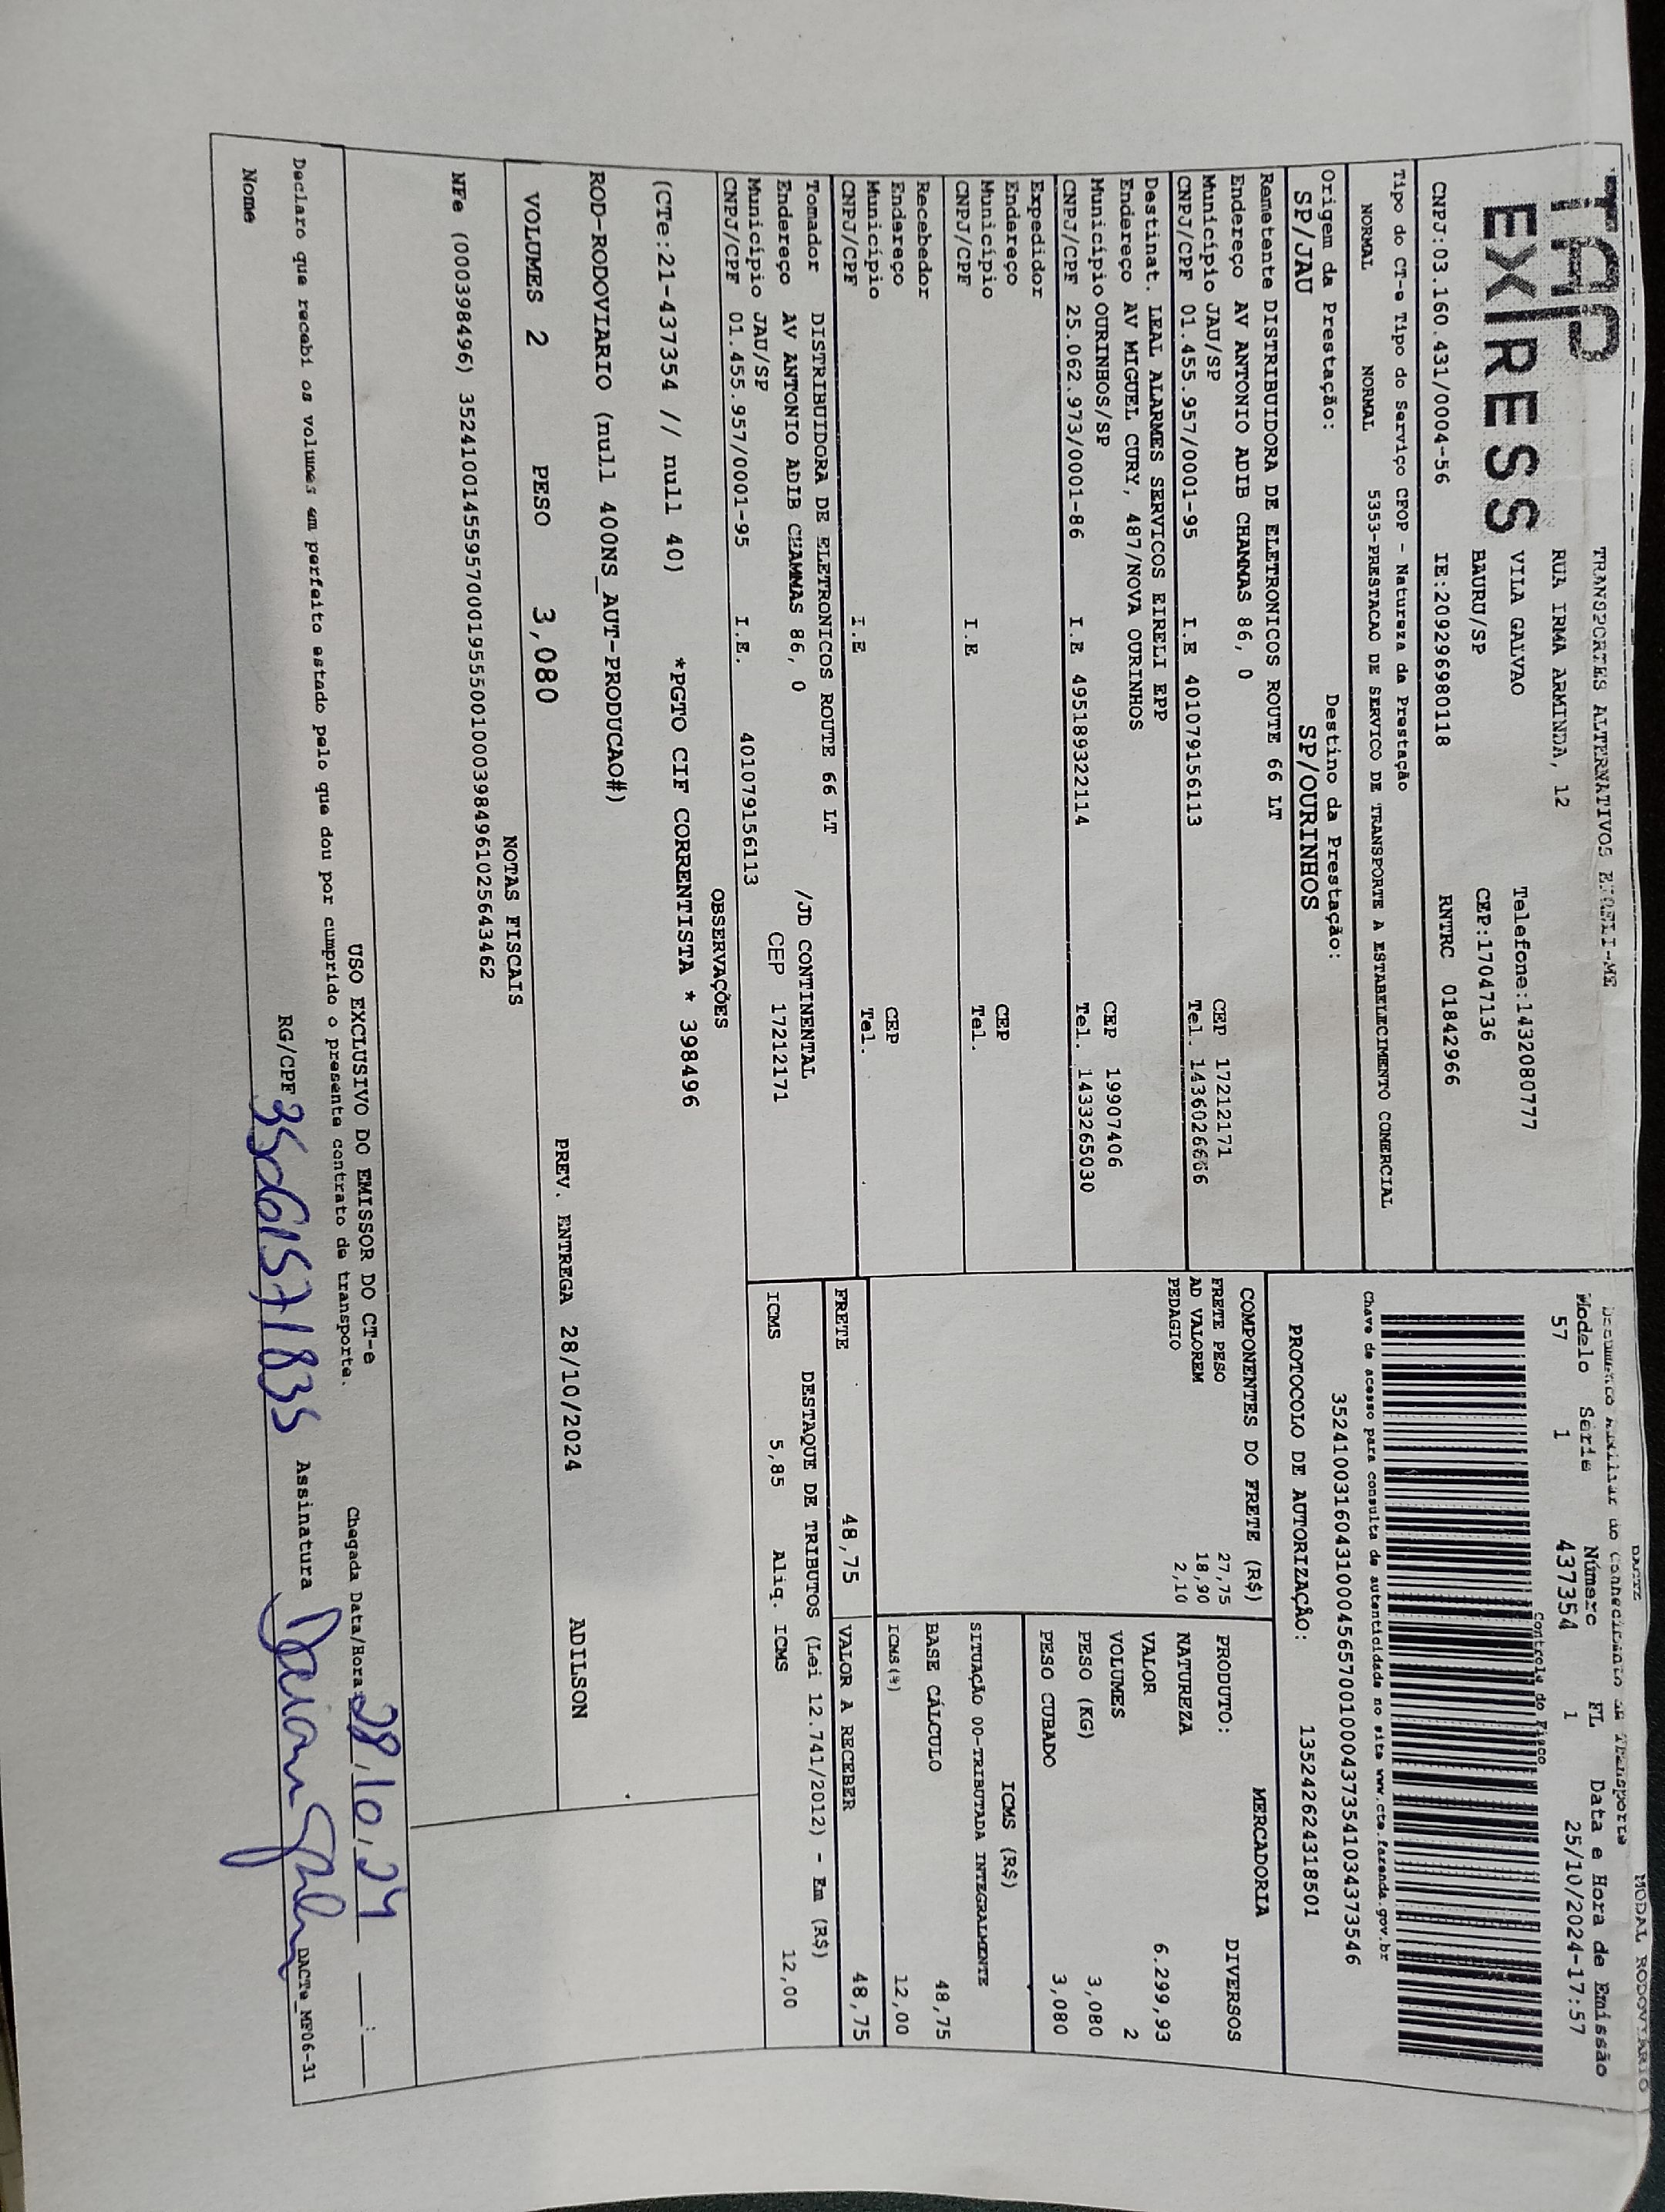 TAP
EXPRESS
TRANSPORTES ALTERNATIVOS EIRELI-ME
RUA IRMA ARMINDA, 12
VILA GALVAO Telefone:1432080777
BAURU/SP CEP:17047136
CNPJ:03.160.431/0004-56 IE:209296980118 RNTRC 01842966
DACTE MODAL RODOVIÁRIO
Documento Auxiliar do Conhecimento de Transporte
Modelo Série Número FL Data e Hora de Emissão
57 1 437354 1 25/10/2024-17:57
Controle do Fisco
Tipo do CT-e Tipo do Serviço CFOP - Natureza da Prestação
NORMAL NORMAL 5353-PRESTACAO DE SERVICO DE TRANSPORTE A ESTABELECIMENTO COMERCIAL
Chave de acesso para consulta de autenticidade no site www.cte.fazenda.gov.br
35241003160431000456570010004373541034373546
Origem da Prestação: Destino da Prestação:
SP/JAU SP/OURINHOS
PROTOCOLO DE AUTORIZAÇÃO: 135242624318501
Remetente DISTRIBUIDORA DE ELETRONICOS ROUTE 66 LT
Endereço AV ANTONIO ADIB CHAMMAS 86, 0
Município JAU/SP CEP 17212171
CNPJ/CPF 01.455.957/0001-95 I.E 401079156113 Tel. 1436026666
Destinat. LEAL ALARMES SERVICOS EIRELI EPP
Endereço AV MIGUEL CURY, 487/NOVA OURINHOS
Município OURINHOS/SP CEP 19907406
CNPJ/CPF 25.062.973/0001-86 I.E 495189322114 Tel. 1433265030
Expedidor
Endereço
Município CEP
CNPJ/CPF I.E Tel.
Recebedor
Endereço
Município CEP
CNPJ/CPF I.E Tel.
Tomador DISTRIBUIDORA DE ELETRONICOS ROUTE 66 LT
Endereço AV ANTONIO ADIB CHAMMAS 86, 0 /JD CONTINENTAL
Município JAU/SP CEP 17212171
CNPJ/CPF 01.455.957/0001-95 I.E. 401079156113
COMPONENTES DO FRETE (R$)
FRETE PESO 27,75
AD VALOREM 18,90
PEDAGIO 2,10
MERCADORIA
PRODUTO: DIVERSOS
NATUREZA
VALOR 6.299,93
VOLUMES 2
PESO (KG) 3,080
PESO CUBADO 3,080
ICMS (R$)
SITUAÇÃO 00-TRIBUTADA INTEGRALMENTE
BASE CÁLCULO 48,75
ICMS(%) 12,00
FRETE 48,75 VALOR A RECEBER 48,75
DESTAQUE DE TRIBUTOS (Lei 12.741/2012) - Em (R$)
ICMS 5,85 Aliq. ICMS 12,00
OBSERVAÇÕES
(CTe:21-437354 // null 40) *PGTO CIF CORRENTISTA * 398496
ROD-RODOVIARIO (null 400NS_AUT-PRODUCAO#)
VOLUMES 2 PESO 3,080 PREV. ENTREGA 28/10/2024 ADILSON
NOTAS FISCAIS
NFe (000398496) 35241001455957000195550010003984961025643462
USO EXCLUSIVO DO EMISSOR DO CT-e
Declaro que recebi os volumes em perfeito estado pelo que dou por cumprido o presente contrato de transporte.
Chegada Data/Hora: 28/10/24 __:__
Nome RG/CPF Assinatura
DACTe_MF06-31